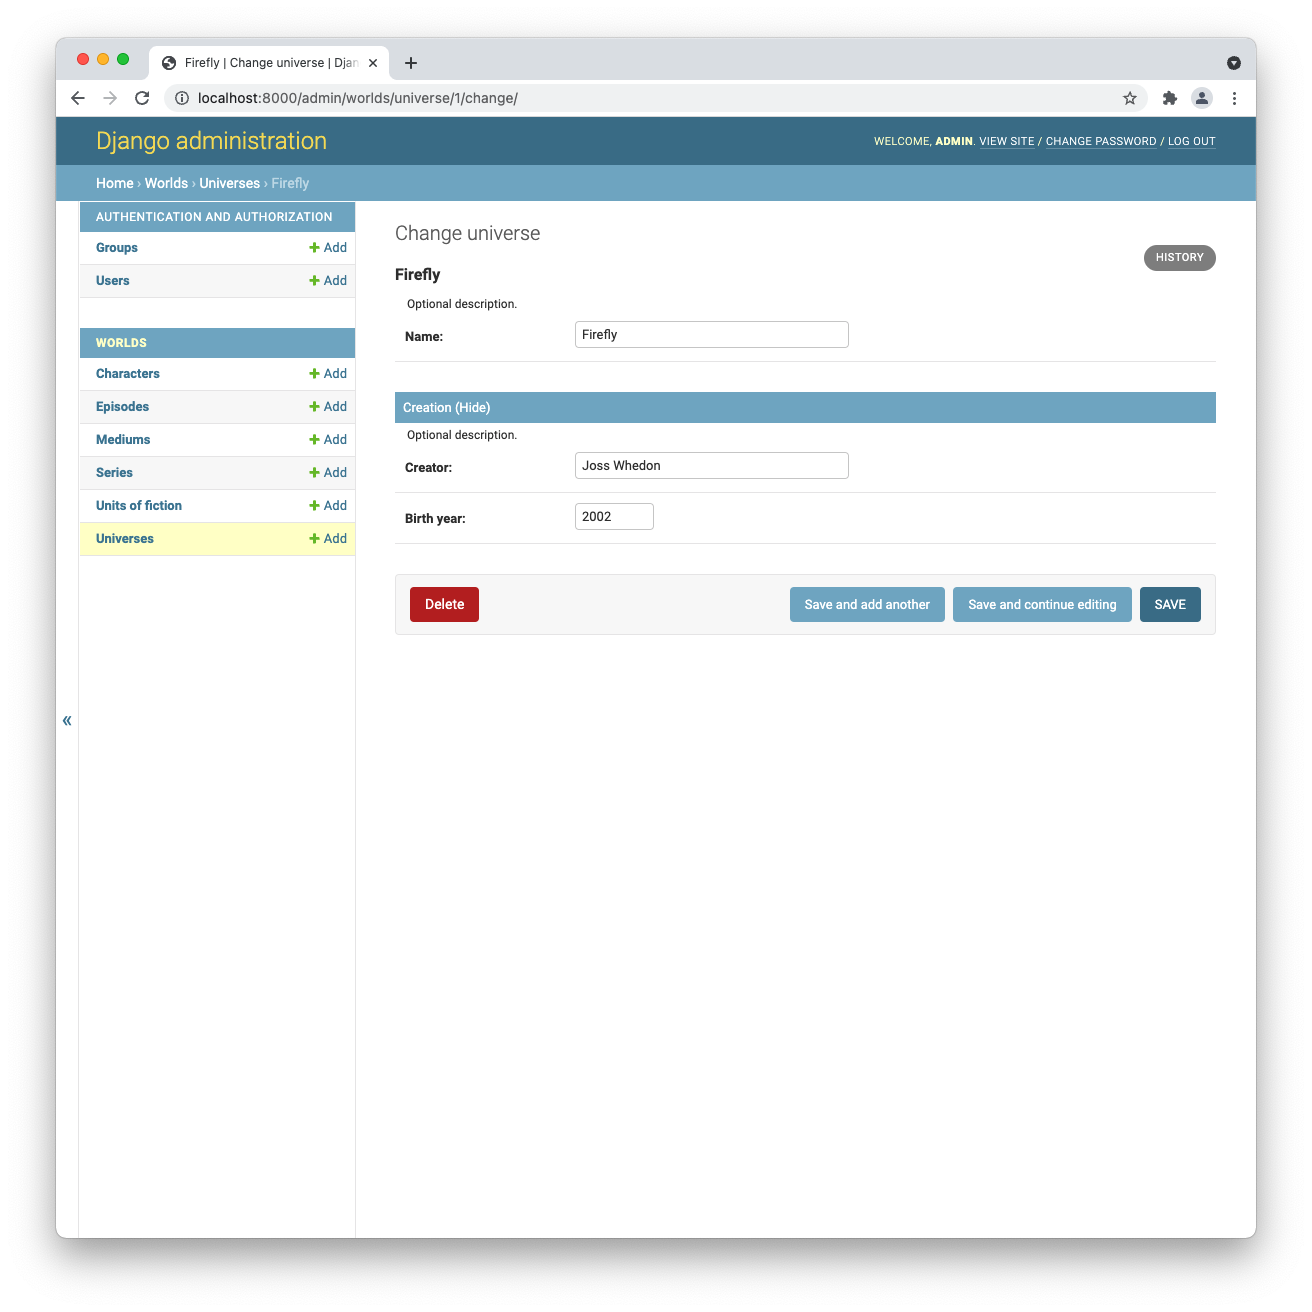 Firefly | Change universe | Djan
localhost:8000/admin/worlds/universe/1/change/
Django administration
WELCOME, ADMIN. VIEW SITE / CHANGE PASSWORD / LOG OUT
Home › Worlds › Universes › Firefly
AUTHENTICATION AND AUTHORIZATION
Groups + Add
Users + Add
WORLDS
Characters + Add
Episodes + Add
Mediums + Add
Series + Add
Units of fiction + Add
Universes + Add
«
Change universe
HISTORY
Firefly
Optional description.
Name: Firefly
Creation (Hide)
Optional description.
Creator: Joss Whedon
Birth year: 2002
Delete Save and add another Save and continue editing SAVE